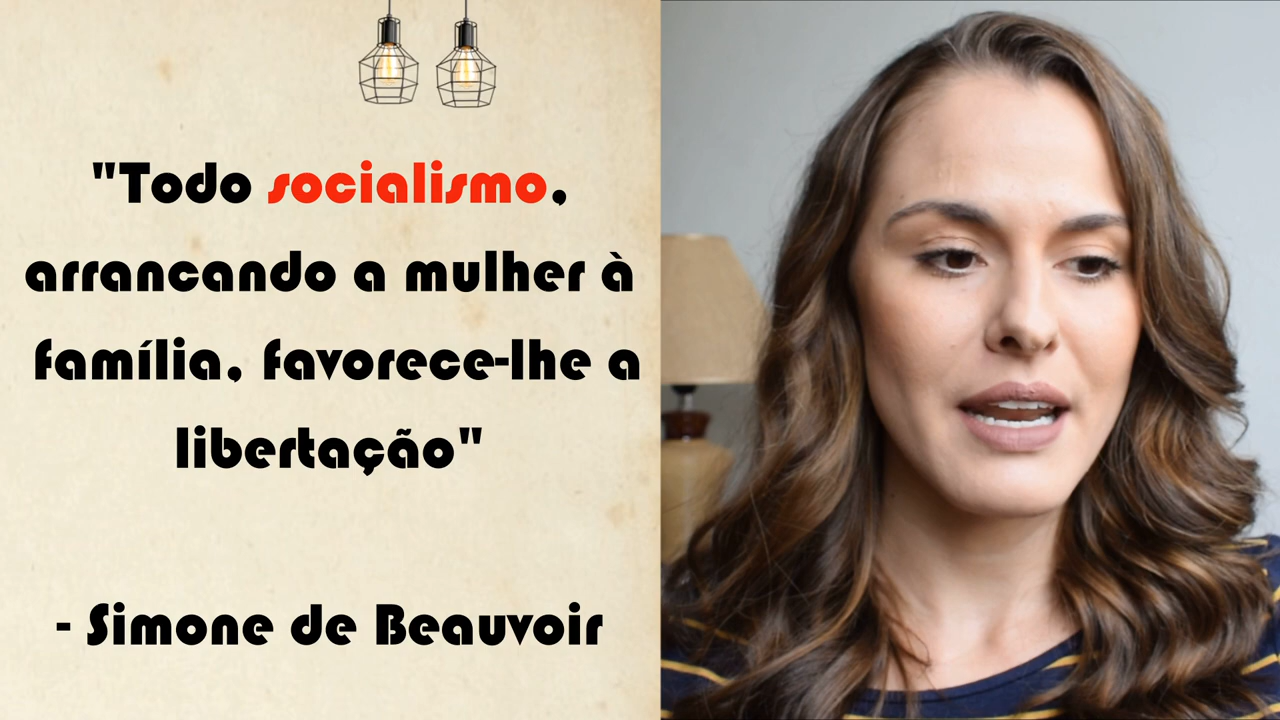 "Todo socialismo,
arrancando a mulher à
família, favorece-lhe a
libertação"
- Simone de Beauvoir